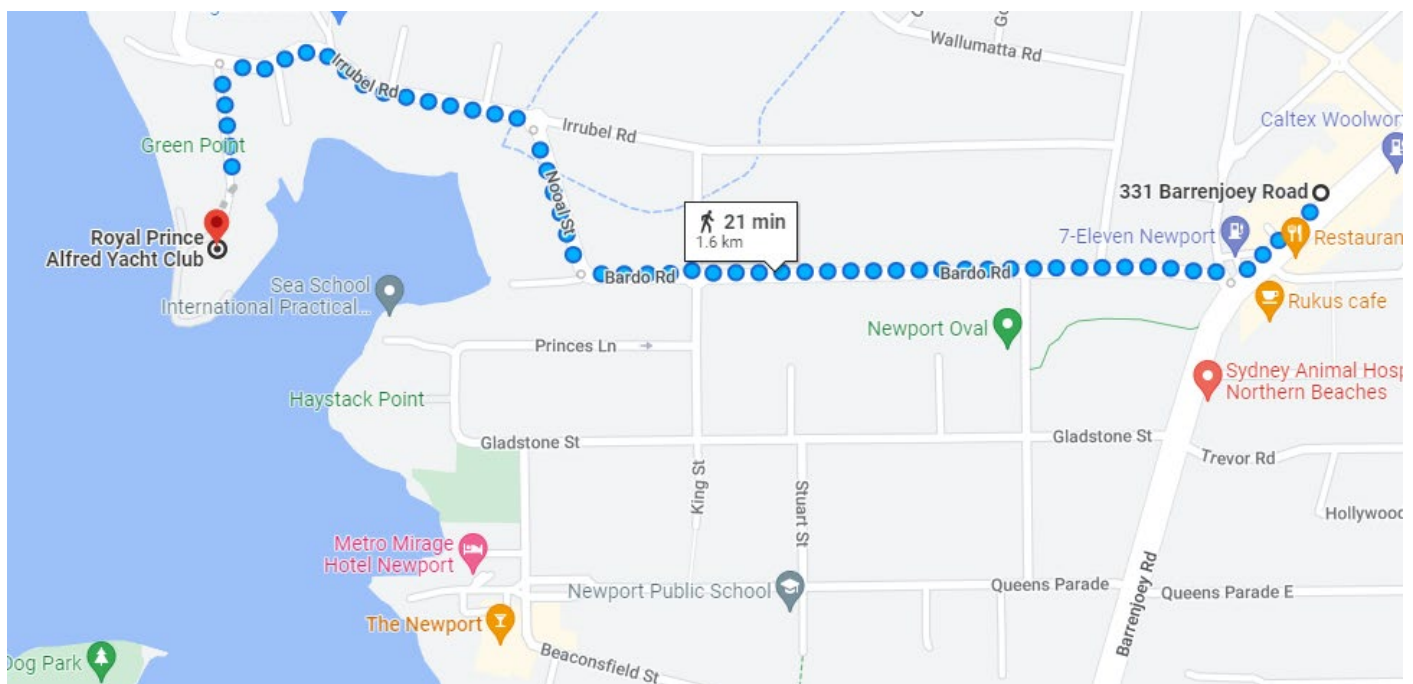 Wallumatta Rd
Irrubel Rd
Caltex Woolwor
Irrubel Rd
Green Point
Nooal St
331 Barrenjoey Road
21 min
1.6 km
7-Eleven Newport
Restauran
Royal Prince
Alfred Yacht Club
Bardo Rd
Bardo Rd
Sea School
International Practical...
Rukus cafe
Newport Oval
Princes Ln
Sydney Animal Hosp
Northern Beaches
Haystack Point
Gladstone St
Gladstone St
Trevor Rd
King St
Stuart St
Hollywood
Metro Mirage
Hotel Newport
Newport Public School
Queens Parade
Queens Parade E
The Newport
Barrenjoey Rd
Beaconsfield St
Dog Park